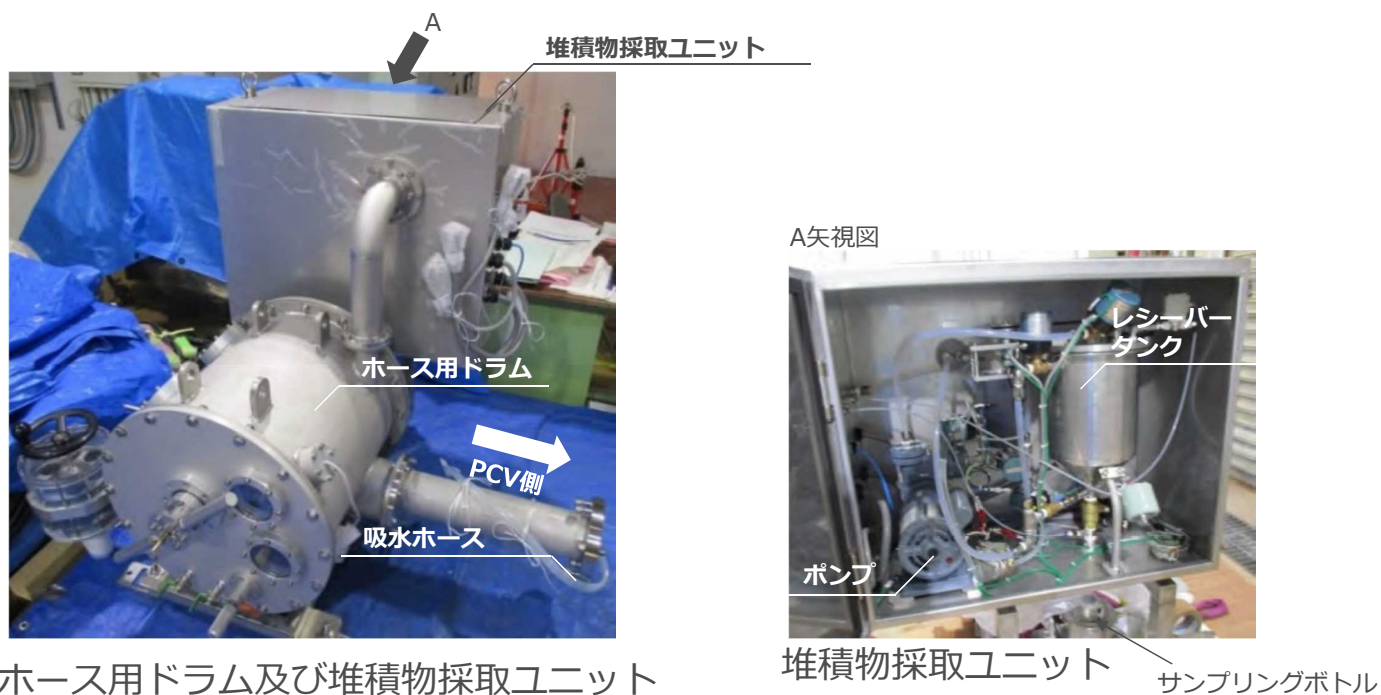 A
堆積物採取ユニット
ホース用ドラム
PCV側
吸水ホース
ホース用ドラム及び堆積物採取ユニット
A矢視図
レシーバー
タンク
ポンプ
堆積物採取ユニット
サンプリングボトル